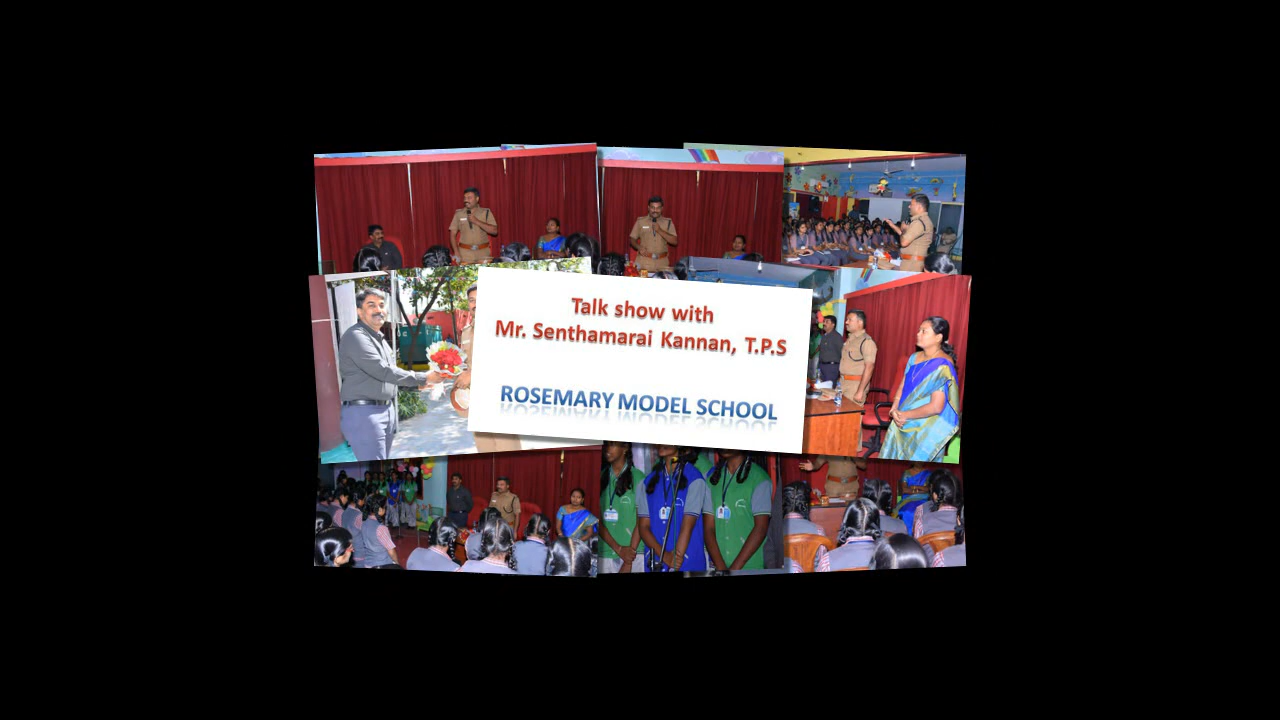 Talk show with
Mr. Senthamarai Kannan, T.P.S
ROSEMARY MODEL SCHOOL